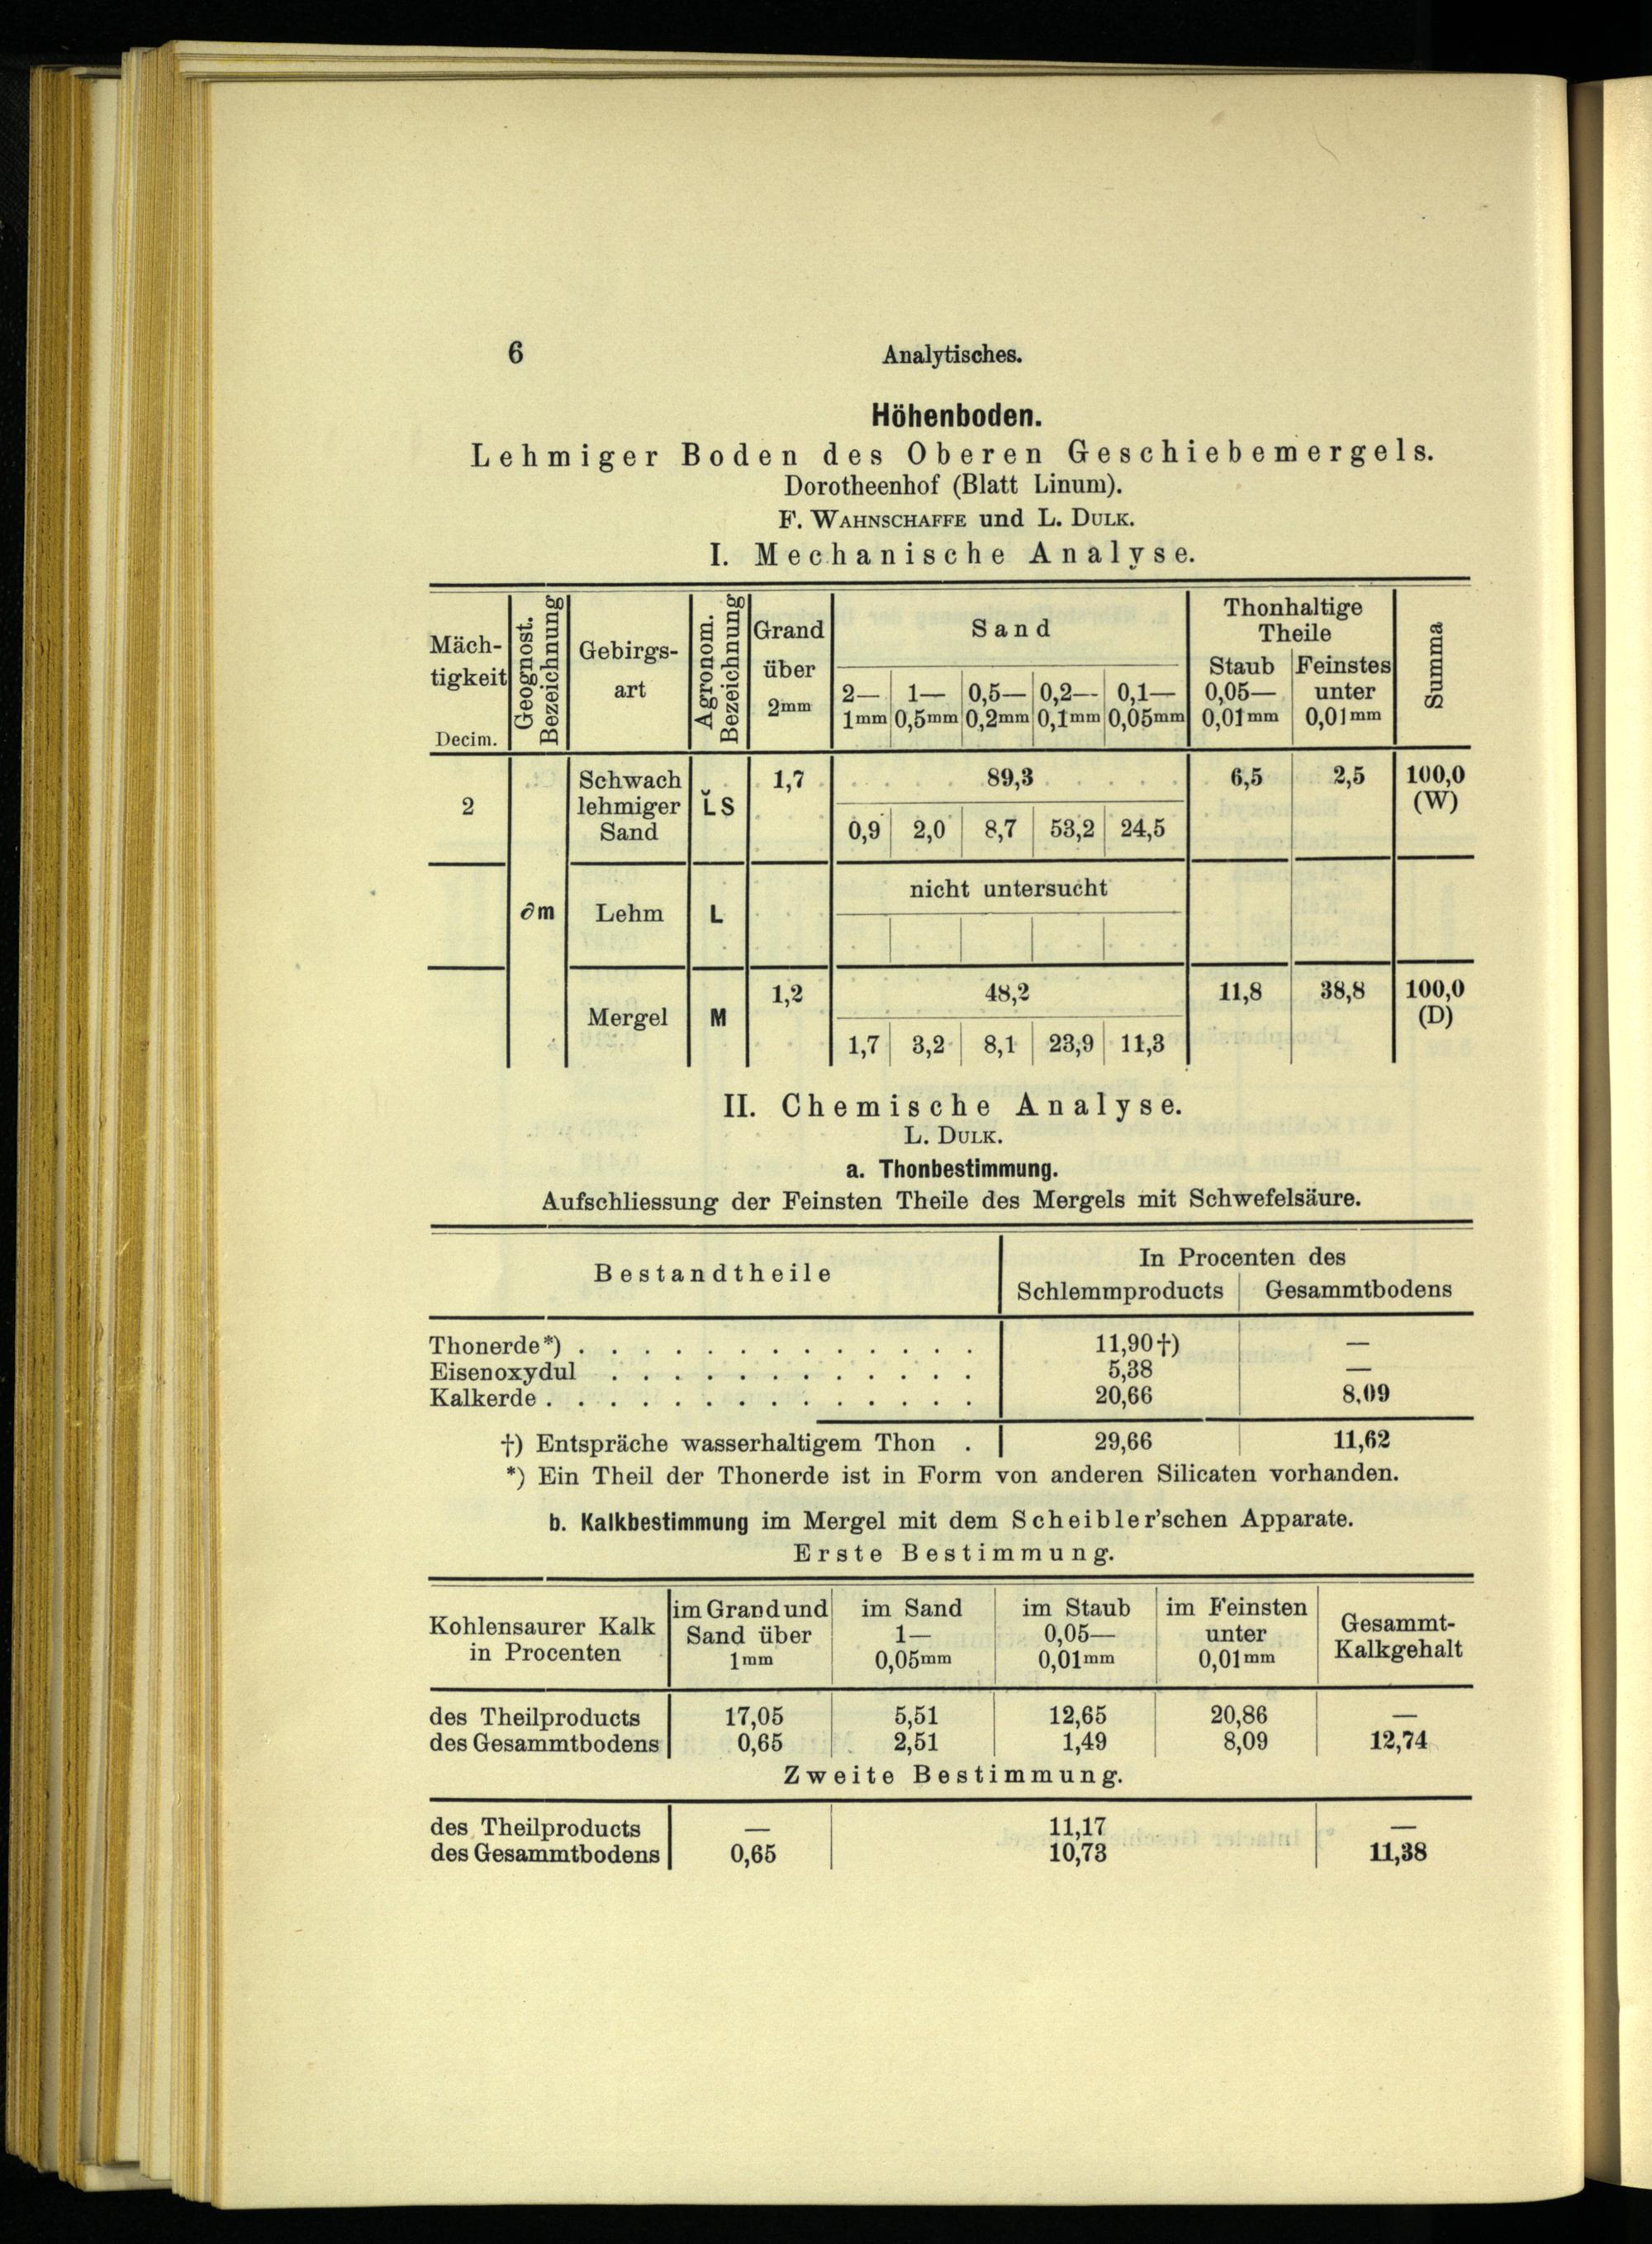 6 Analytisches.
Höhenboden.
Lehmiger Boden des Oberen Geschiebemergels.
Dorotheenhof (Blatt Linum).
F. WAHNSCHAFFE und L. DULK.
I. Mechanische Analyse.
Mäch-
tigkeit
Decim.
Geognost.
Bezeichnung
Gebirgs-
art
Agronom.
Bezeichnung
Grand
über
2mm
Sand
2— 1— 0,5— 0,2— 0,1—
1mm 0,5mm 0,2mm 0,1mm 0,05mm
Thonhaltige
Theile
Staub Feinstes
0,05— unter
0,01mm 0,01mm
Summa
Schwach 1,7 89,3 6,5 2,5 100,0
2 lehmiger L̆S (W)
Sand 0,9 2,0 8,7 53,2 24,5
nicht untersucht
∂m Lehm L
1,2 48,2 11,8 38,8 100,0
Mergel M (D)
1,7 3,2 8,1 23,9 11,3
II. Chemische Analyse.
L. DULK.
a. Thonbestimmung.
Aufschliessung der Feinsten Theile des Mergels mit Schwefelsäure.
Bestandtheile
In Procenten des
Schlemmproducts Gesammtbodens
Thonerde*) . . . . . . . . . . . . . 11,90†) —
Eisenoxydul . . . . . . . . . . . . 5,38 —
Kalkerde . . . . . . . . . . . . . . 20,66 8,09
†) Entspräche wasserhaltigem Thon . 29,66 11,62
*) Ein Theil der Thonerde ist in Form von anderen Silicaten vorhanden.
b. Kalkbestimmung im Mergel mit dem Scheibler'schen Apparate.
Erste Bestimmung.
Kohlensaurer Kalk
in Procenten
im Grand und
Sand über
1mm
im Sand
1—
0,05mm
im Staub
0,05—
0,01mm
im Feinsten
unter
0,01mm
Gesammt-
Kalkgehalt
des Theilproducts 17,05 5,51 12,65 20,86 —
des Gesammtbodens 0,65 2,51 1,49 8,09 12,74
Zweite Bestimmung.
des Theilproducts — 11,17 —
des Gesammtbodens 0,65 10,73 11,38